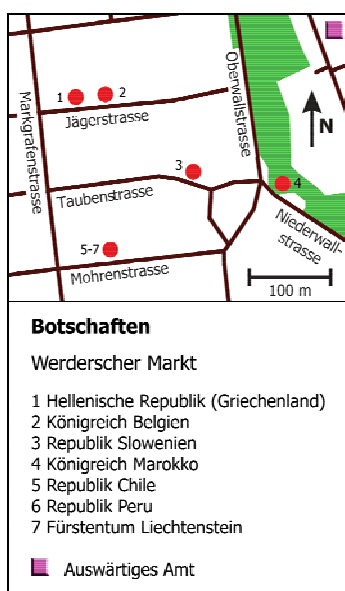 Oberwallstrasse
Markgrafenstrasse
1
2
Jägerstrasse
N
3
4
Taubenstrasse
Niederwall-
strasse
5-7
Mohrenstrasse
100 m
Botschaften
Werderscher Markt
1 Hellenische Republik (Griechenland)
2 Königreich Belgien
3 Republik Slowenien
4 Königreich Marokko
5 Republik Chile
6 Republik Peru
7 Fürstentum Liechtenstein
Auswärtiges Amt